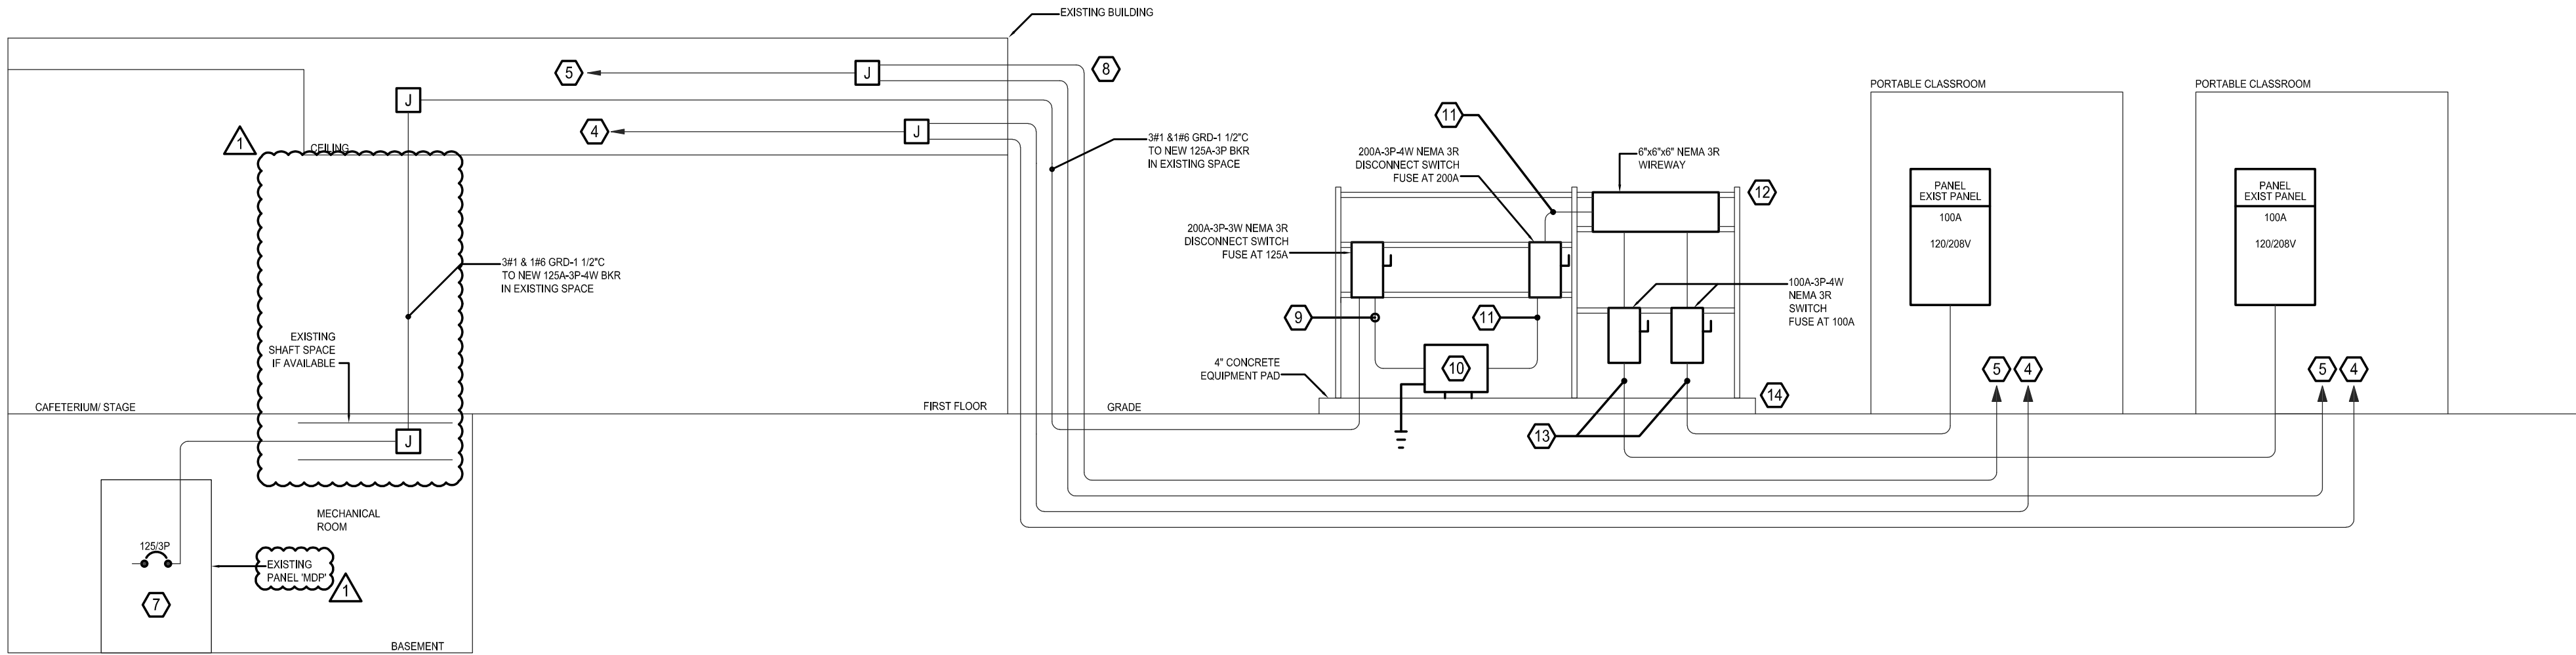 EXISTING BUILDING
5
J
8
J
4
J
1
CEILING
3#1 &1#6 GRD-1 1/2"C
TO NEW 125A-3P BKR
IN EXISTING SPACE
3#1 & 1#6 GRD-1 1/2"C
TO NEW 125A-3P-4W BKR
IN EXISTING SPACE
EXISTING
SHAFT SPACE
IF AVAILABLE
CAFETERIUM/ STAGE
FIRST FLOOR
GRADE
J
MECHANICAL
ROOM
125/3P
EXISTING
PANEL 'MDP'
1
7
BASEMENT
11
200A-3P-4W NEMA 3R
DISCONNECT SWITCH
FUSE AT 200A
6"x6"x6" NEMA 3R
WIREWAY
12
200A-3P-3W NEMA 3R
DISCONNECT SWITCH
FUSE AT 125A
100A-3P-4W
NEMA 3R
SWITCH
FUSE AT 100A
9
11
10
4" CONCRETE
EQUIPMENT PAD
14
13
PORTABLE CLASSROOM
PANEL
EXIST PANEL
100A
120/208V
5
4
PORTABLE CLASSROOM
PANEL
EXIST PANEL
100A
120/208V
5
4